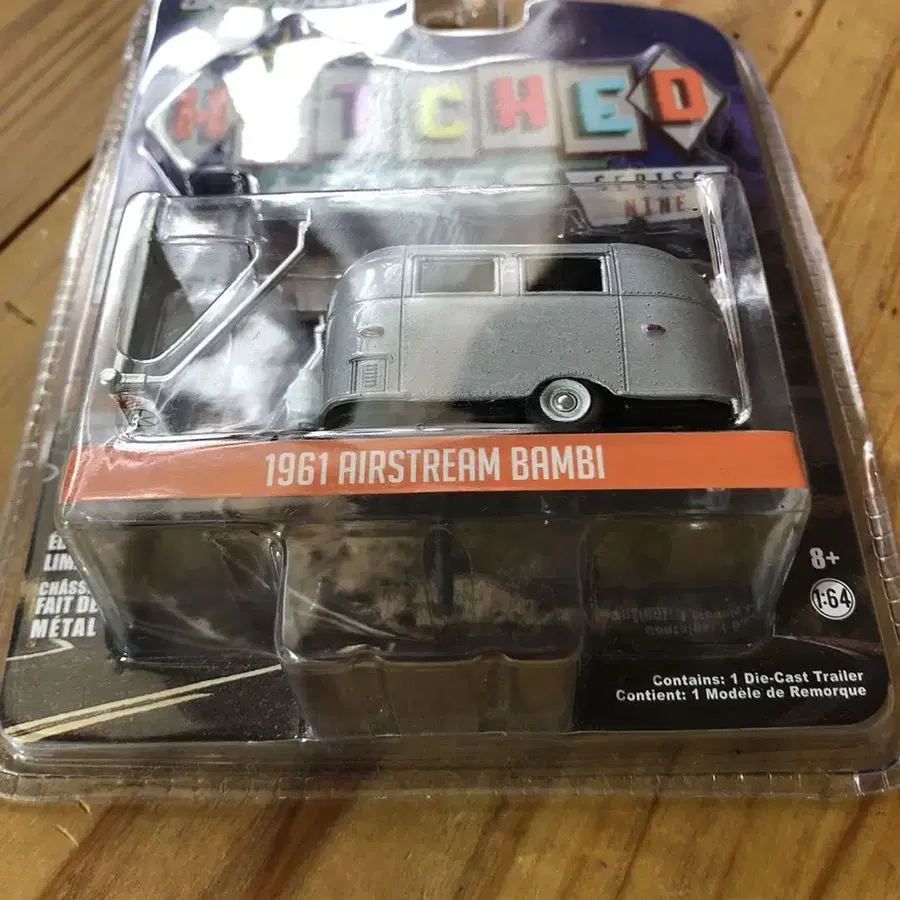 HITCHED
SERIES
NINE
1961 AIRSTREAM BAMBI
MÉTAL
FAIT DE
8+
1:64
Contains: 1 Die-Cast Trailer
Contient: 1 Modèle de Remorque